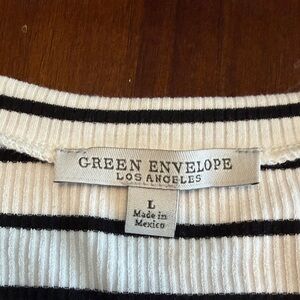 GREEN ENVELOPE
LOS ANGELES
L
Made in
Mexico